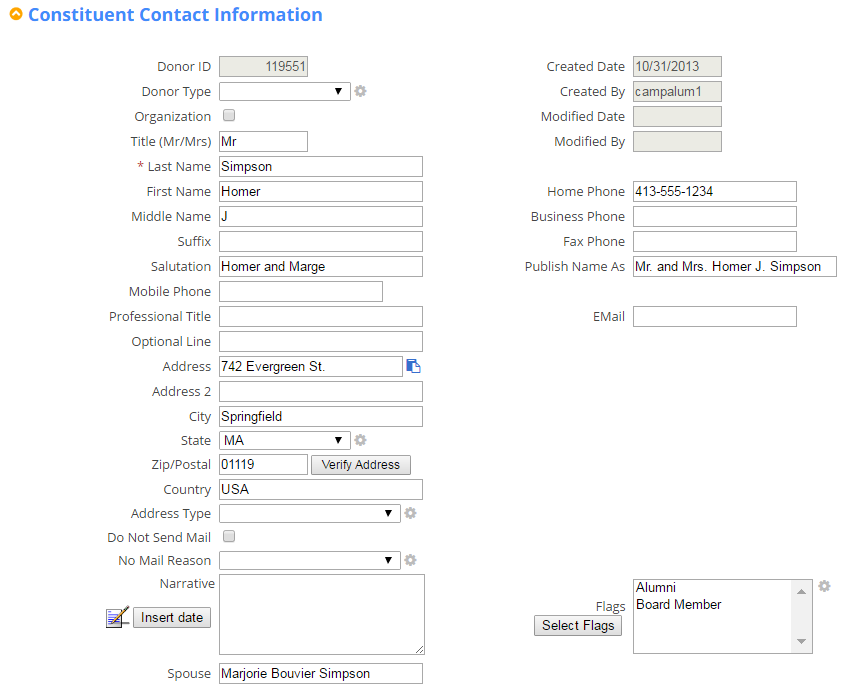 Constituent Contact Information
Donor ID 119551 Created Date 10/31/2013
Donor Type Created By campalum1
Organization Modified Date
Title (Mr/Mrs) Mr Modified By
* Last Name Simpson
First Name Homer Home Phone 413-555-1234
Middle Name J Business Phone
Suffix Fax Phone
Salutation Homer and Marge Publish Name As Mr. and Mrs. Homer J. Simpson
Mobile Phone
Professional Title EMail
Optional Line
Address 742 Evergreen St.
Address 2
City Springfield
State MA
Zip/Postal 01119 Verify Address
Country USA
Address Type
Do Not Send Mail
No Mail Reason
Narrative Alumni
Flags Board Member
Insert date Select Flags
Spouse Marjorie Bouvier Simpson